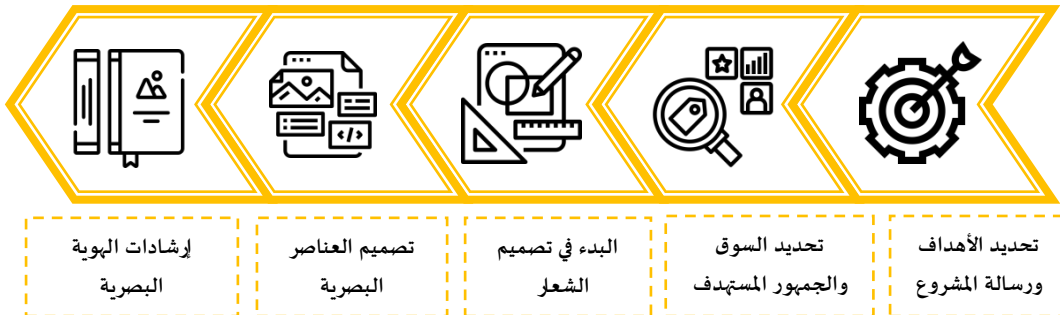 تحديد الأهداف
ورسالة المشروع
تحديد السوق
والجمهور المستهدف
البدء في تصميم
الشعار
تصميم العناصر
البصرية
إرشادات الهوية
البصرية